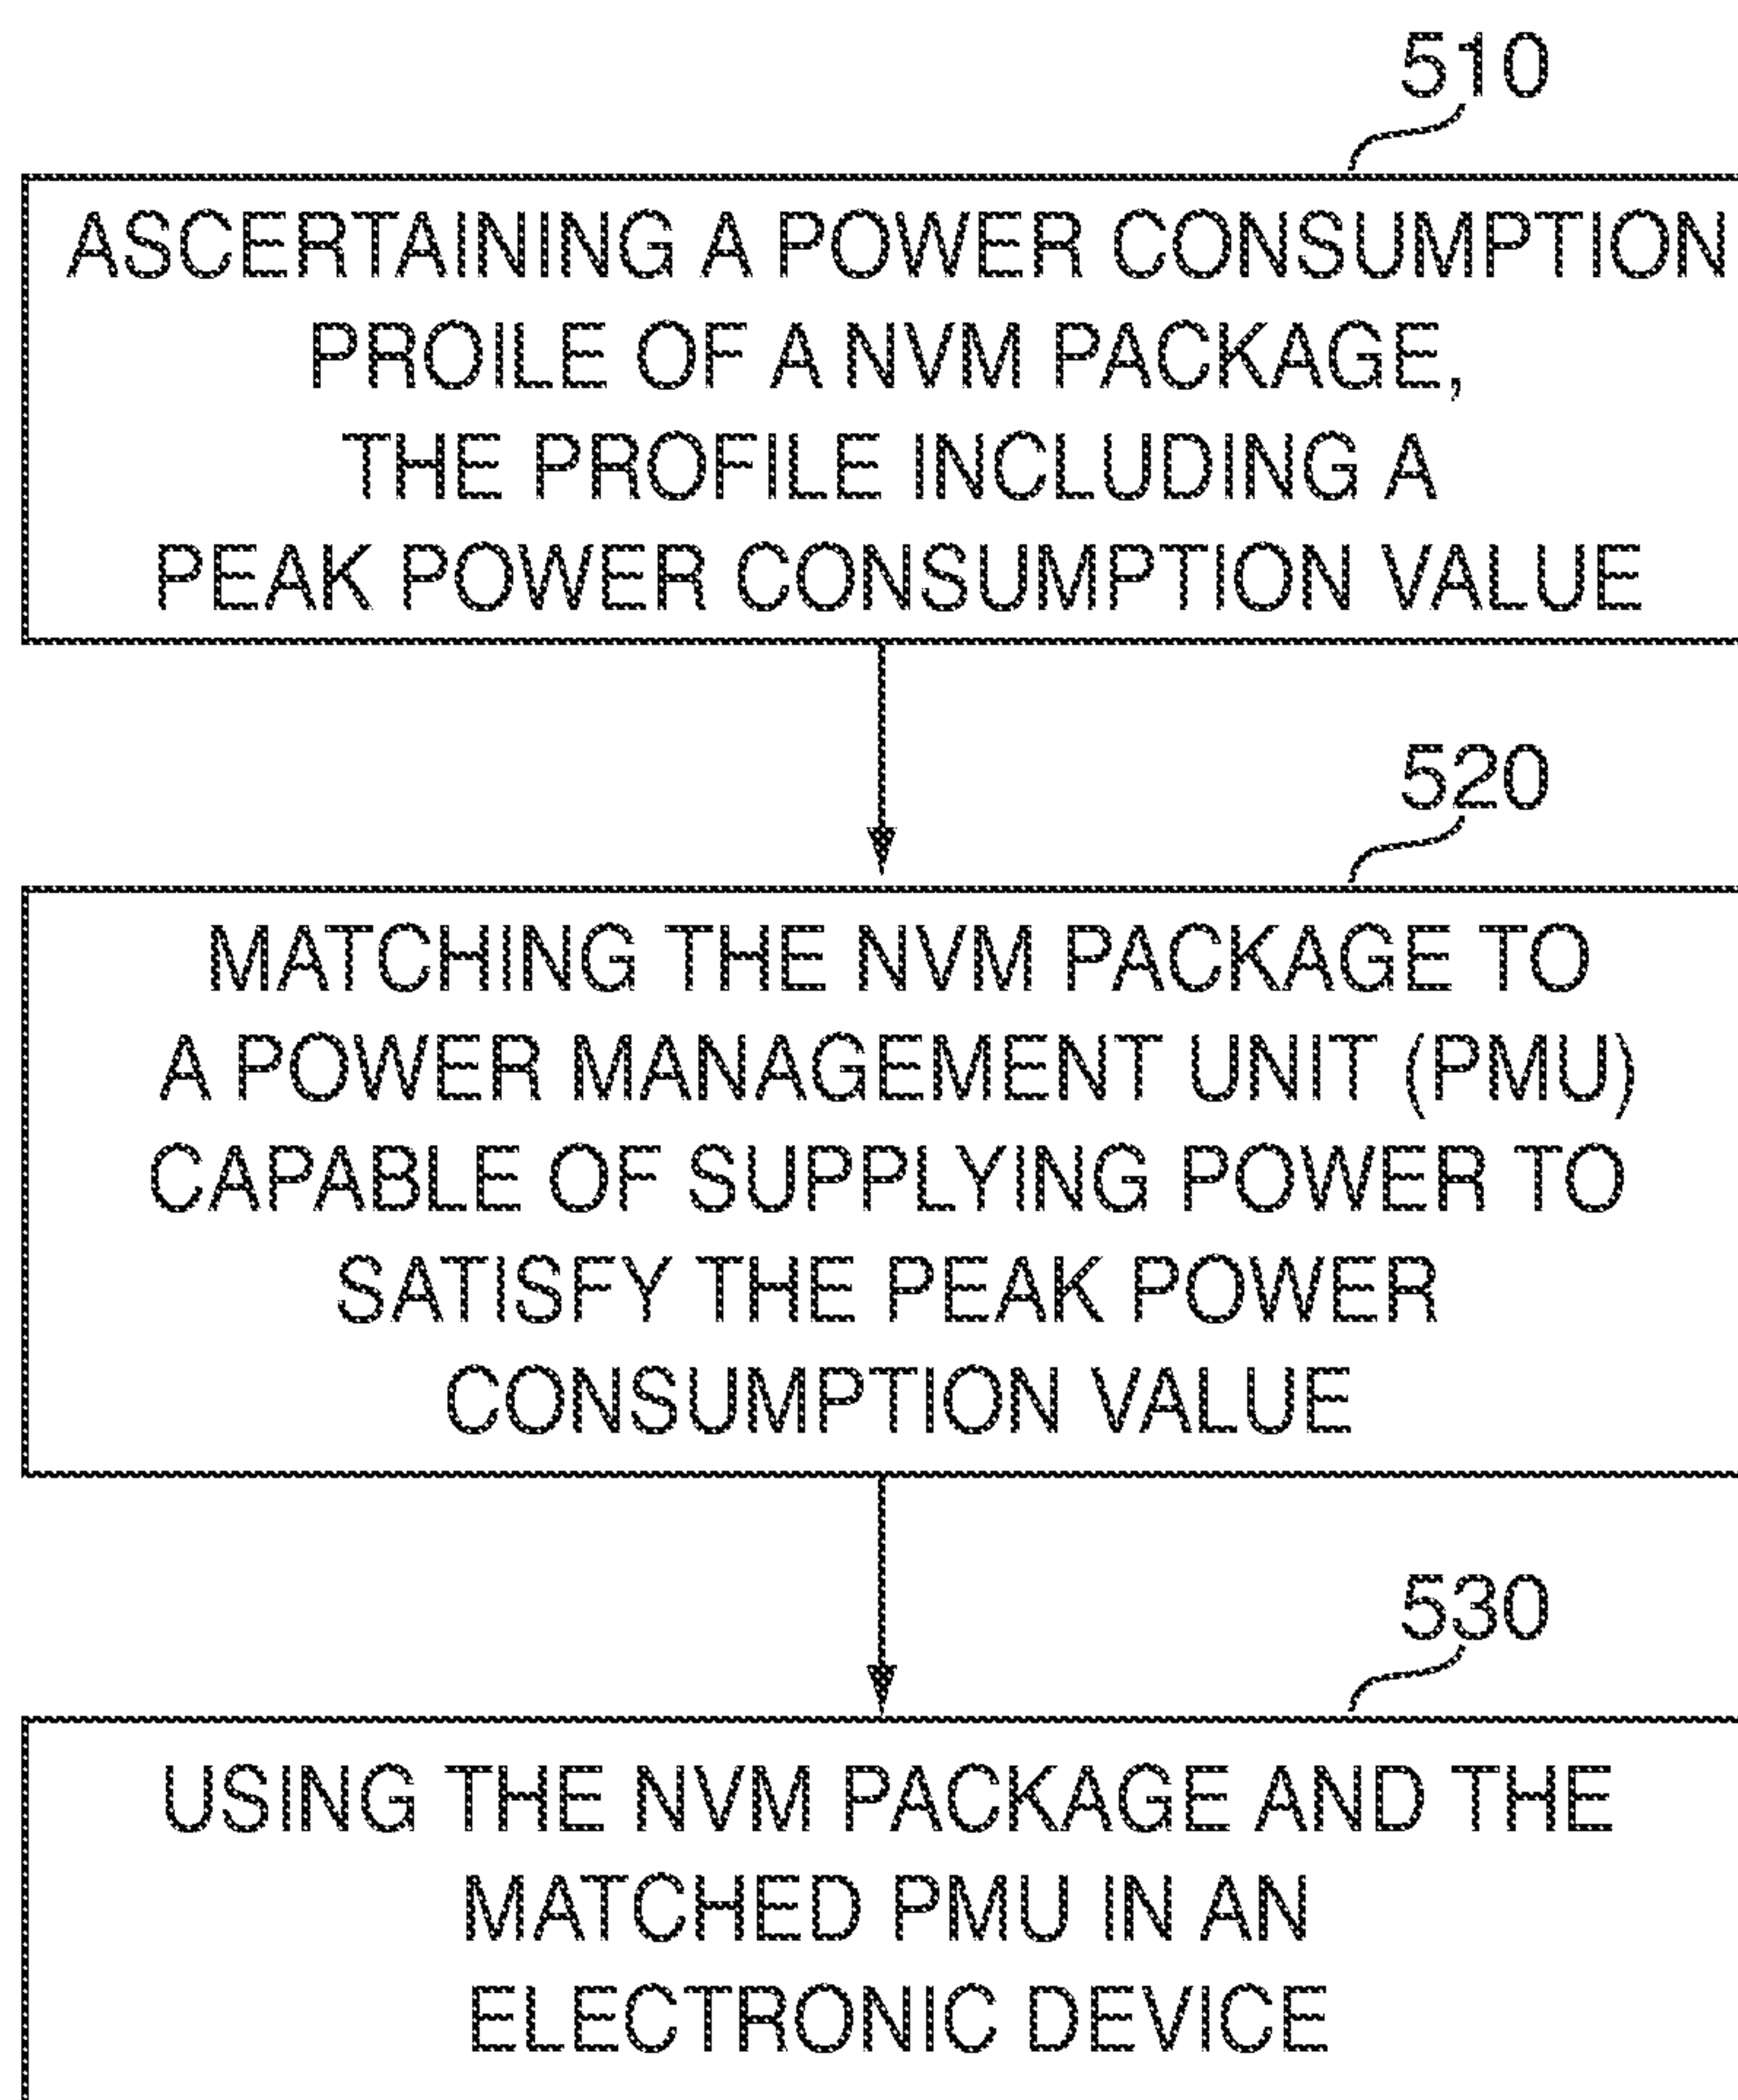 510
ASCERTAINING A POWER CONSUMPTION
PROILE OF A NVM PACKAGE,
THE PROFILE INCLUDING A
PEAK POWER CONSUMPTION VALUE
520
MATCHING THE NVM PACKAGE TO
A POWER MANAGEMENT UNIT (PMU)
CAPABLE OF SUPPLYING POWER TO
SATISFY THE PEAK POWER
CONSUMPTION VALUE
530
USING THE NVM PACKAGE AND THE
MATCHED PMU IN AN
ELECTRONIC DEVICE